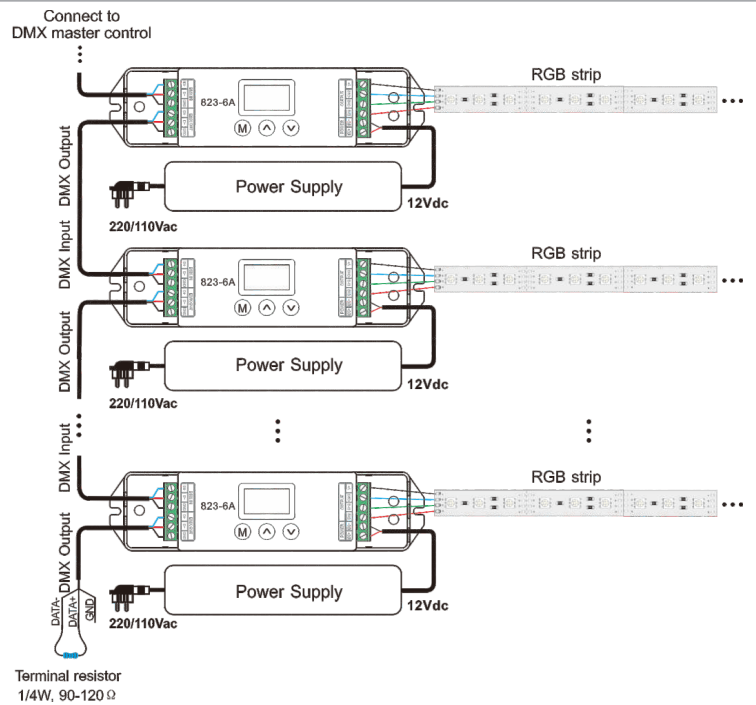 Connect to
DMX master control
RGB strip
823-6A
M
DMX Output
Power Supply
12Vdc
220/110Vac
DMX Input
RGB strip
823-6A
M
DMX Output
Power Supply
12Vdc
220/110Vac
DMX Input
RGB strip
823-6A
M
DMX Output
Power Supply
12Vdc
220/110Vac
DATA-
DATA+
GND
Terminal resistor
1/4W, 90-120Ω